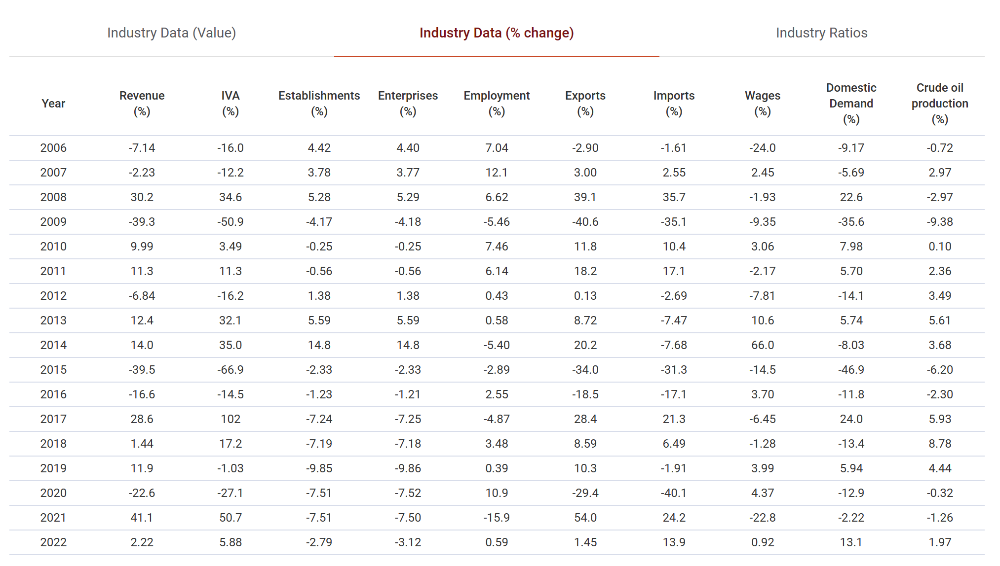 Industry Data (Value) Industry Data (% change) Industry Ratios
Year Revenue (%) IVA (%) Establishments (%) Enterprises (%) Employment (%) Exports (%) Imports (%) Wages (%) Domestic Demand (%) Crude oil production (%)
2006 -7.14 -16.0 4.42 4.40 7.04 -2.90 -1.61 -24.0 -9.17 -0.72
2007 -2.23 -12.2 3.78 3.77 12.1 3.00 2.55 2.45 -5.69 2.97
2008 30.2 34.6 5.28 5.29 6.62 39.1 35.7 -1.93 22.6 -2.97
2009 -39.3 -50.9 -4.17 -4.18 -5.46 -40.6 -35.1 -9.35 -35.6 -9.38
2010 9.99 3.49 -0.25 -0.25 7.46 11.8 10.4 3.06 7.98 0.10
2011 11.3 11.3 -0.56 -0.56 6.14 18.2 17.1 -2.17 5.70 2.36
2012 -6.84 -16.2 1.38 1.38 0.43 0.13 -2.69 -7.81 -14.1 3.49
2013 12.4 32.1 5.59 5.59 0.58 8.72 -7.47 10.6 5.74 5.61
2014 14.0 35.0 14.8 14.8 -5.40 20.2 -7.68 66.0 -8.03 3.68
2015 -39.5 -66.9 -2.33 -2.33 -2.89 -34.0 -31.3 -14.5 -46.9 -6.20
2016 -16.6 -14.5 -1.23 -1.21 2.55 -18.5 -17.1 3.70 -11.8 -2.30
2017 28.6 102 -7.24 -7.25 -4.87 28.4 21.3 -6.45 24.0 5.93
2018 1.44 17.2 -7.19 -7.18 3.48 8.59 6.49 -1.28 -13.4 8.78
2019 11.9 -1.03 -9.85 -9.86 0.39 10.3 -1.91 3.99 5.94 4.44
2020 -22.6 -27.1 -7.51 -7.52 10.9 -29.4 -40.1 4.37 -12.9 -0.32
2021 41.1 50.7 -7.51 -7.50 -15.9 54.0 24.2 -22.8 -2.22 -1.26
2022 2.22 5.88 -2.79 -3.12 0.59 1.45 13.9 0.92 13.1 1.97